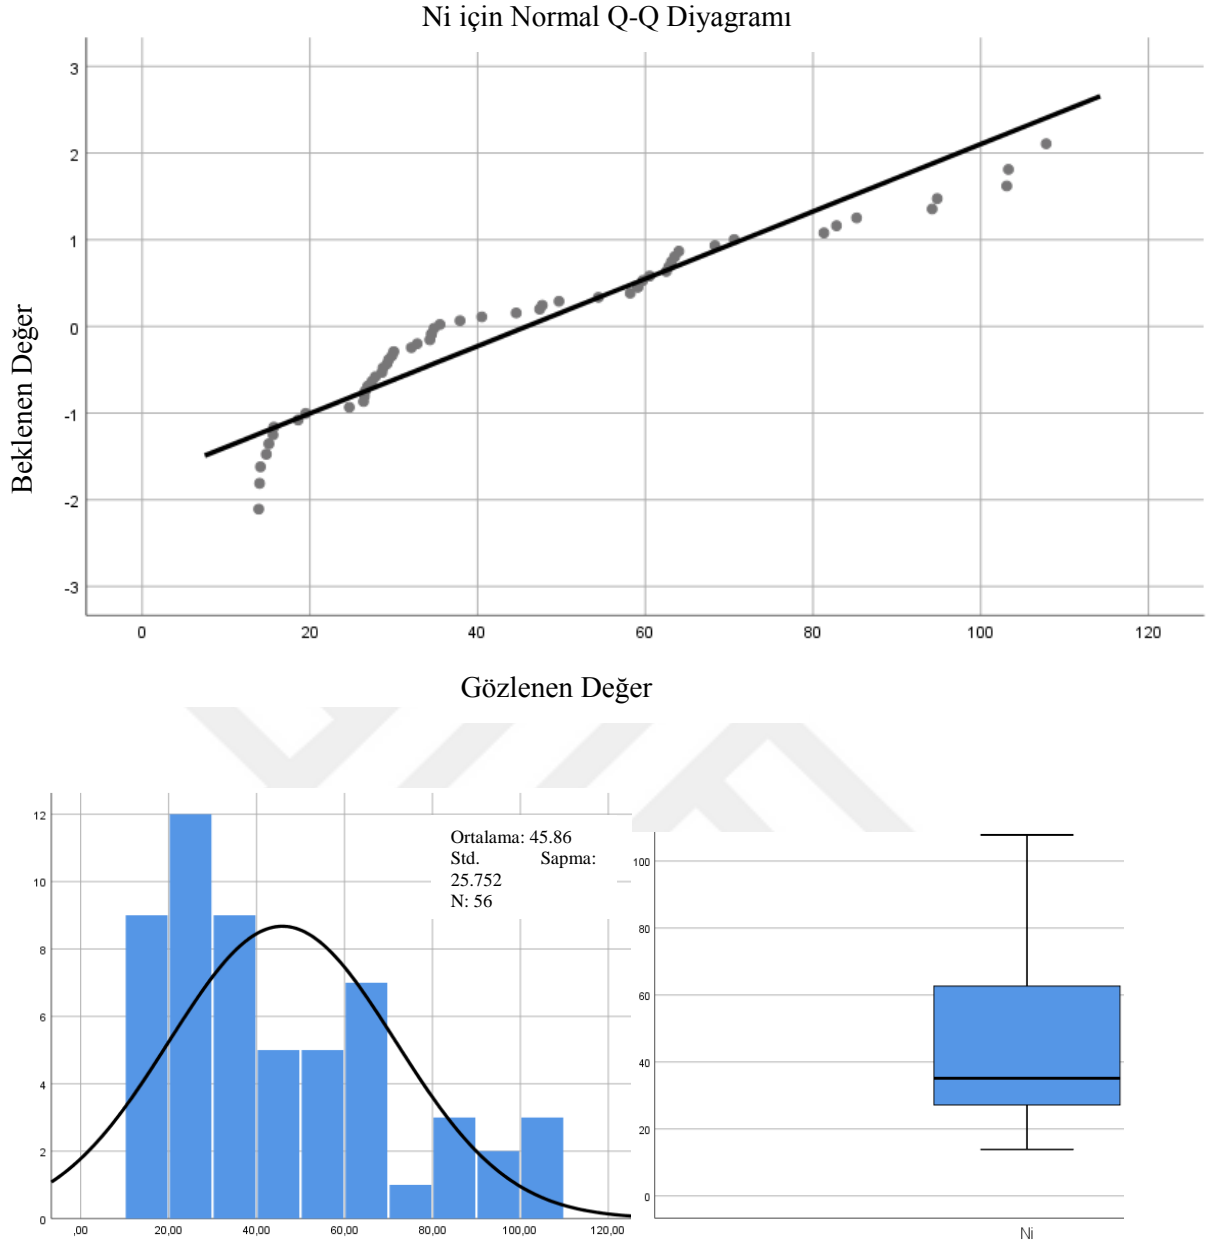 Ni için Normal Q-Q Diyagramı
3
2
1
0
-1
-2
-3
Beklenen Değer
0 20 40 60 80 100 120
Gözlenen Değer
12
10
8
6
4
2
0
Ortalama: 45.86
Std. Sapma:
25.752
N: 56
,00 20,00 40,00 60,00 80,00 100,00 120,00
100
80
60
40
20
0
Ni